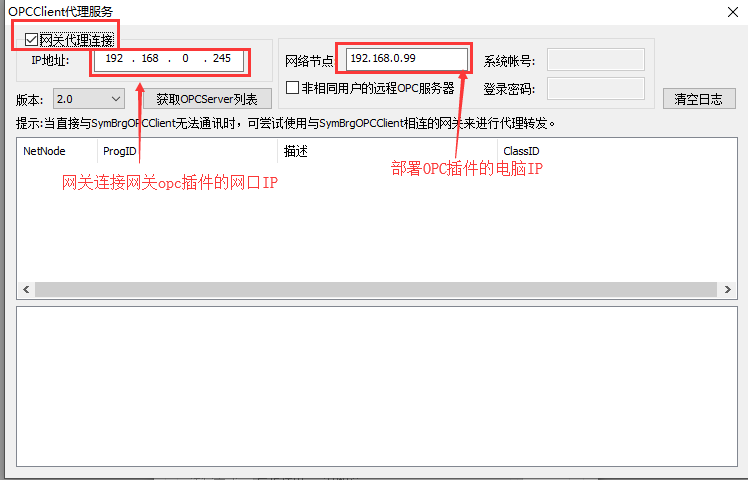 OPCClient代理服务
网关代理连接
IP地址: 192 . 168 . 0 . 245
网络节点 192.168.0.99
系统帐号:
非相同用户的远程OPC服务器
登录密码:
版本: 2.0
获取OPCServer列表
清空日志
提示:当直接与SymBrgOPCClient无法通讯时，可尝试使用与SymBrgOPCClient相连的网关来进行代理转发。
NetNode ProgID 描述 ClassID
网关连接网关opc插件的网口IP
部署OPC插件的电脑IP